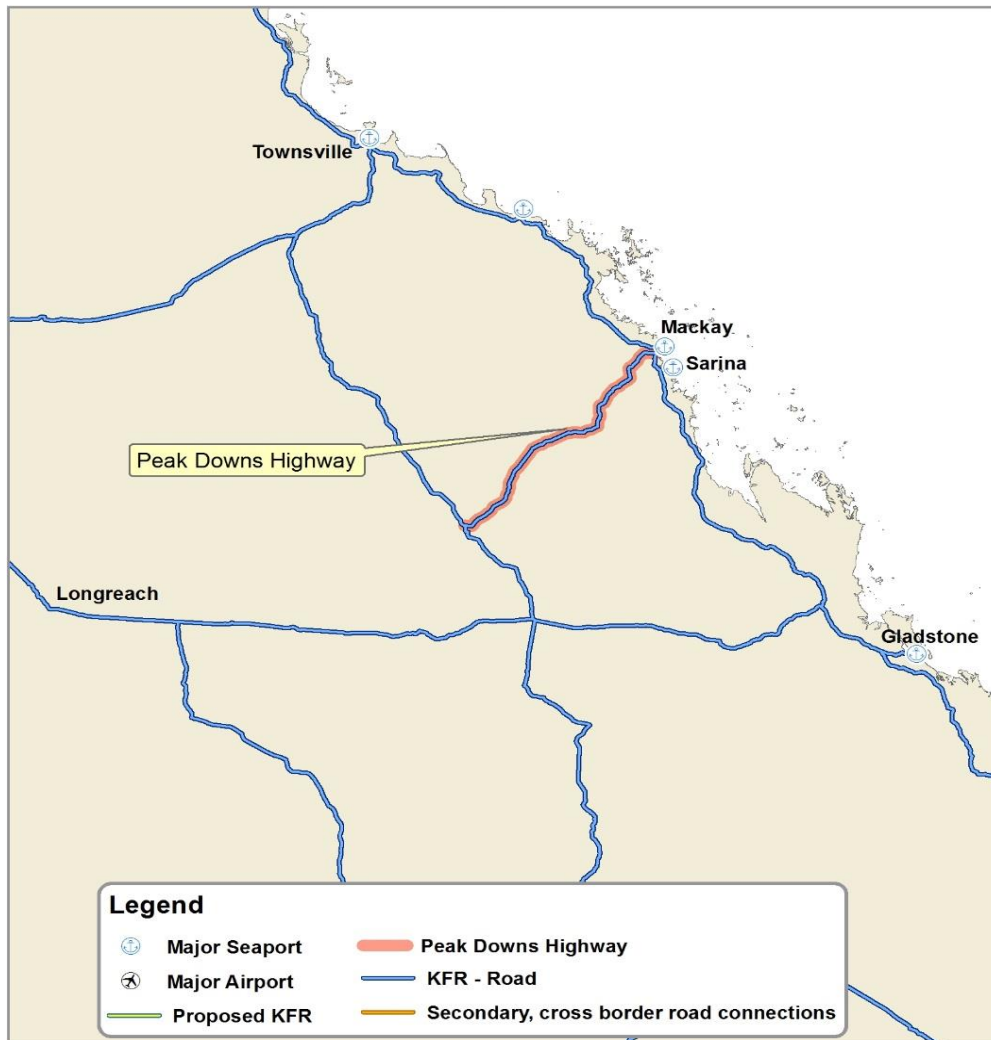 Townsville
Mackay
Sarina
Peak Downs Highway
Longreach
Gladstone
Legend
Major Seaport
Peak Downs Highway
Major Airport
KFR - Road
Proposed KFR
Secondary, cross border road connections